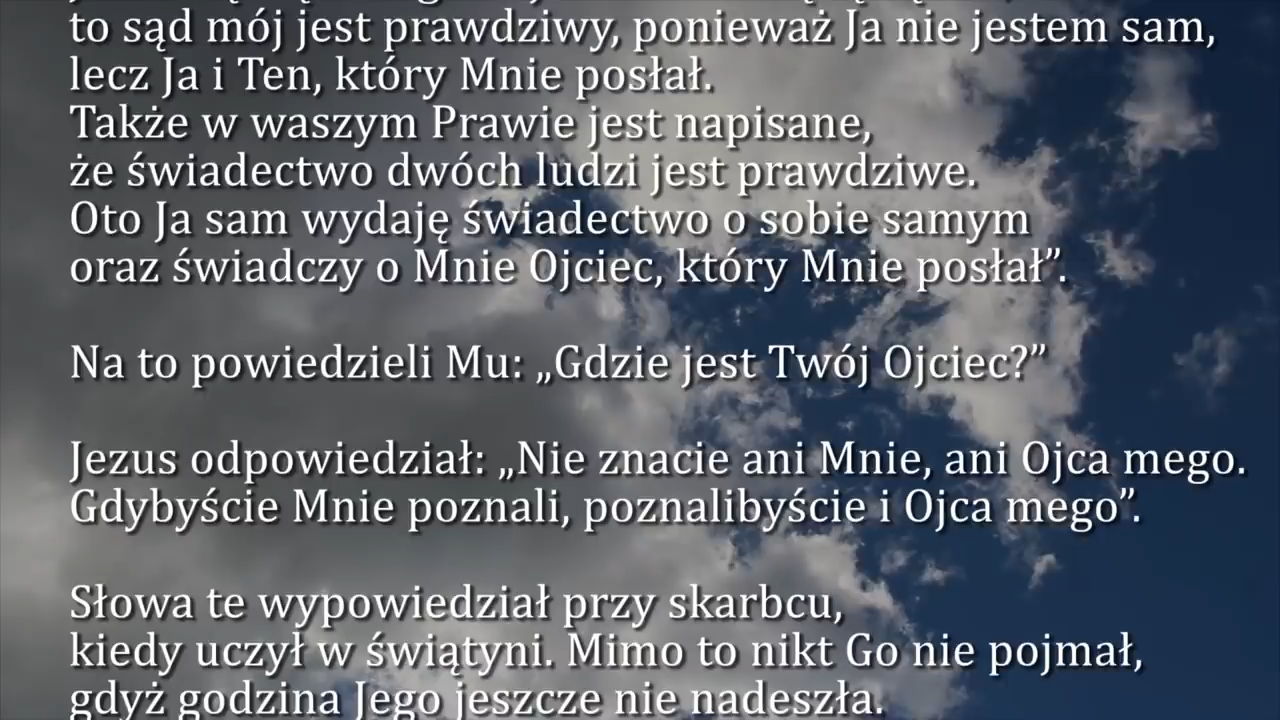 to sąd mój jest prawdziwy, ponieważ Ja nie jestem sam,
lecz Ja i Ten, który Mnie posłał.
Także w waszym Prawie jest napisane,
że świadectwo dwóch ludzi jest prawdziwe.
Oto Ja sam wydaję świadectwo o sobie samym
oraz świadczy o Mnie Ojciec, który Mnie posłał”.
Na to powiedzieli Mu: „Gdzie jest Twój Ojciec?”
Jezus odpowiedział: „Nie znacie ani Mnie, ani Ojca mego.
Gdybyście Mnie poznali, poznalibyście i Ojca mego”.
Słowa te wypowiedział przy skarbcu,
kiedy uczył w świątyni. Mimo to nikt Go nie pojmał,
gdyż godzina Jego jeszcze nie nadeszła.